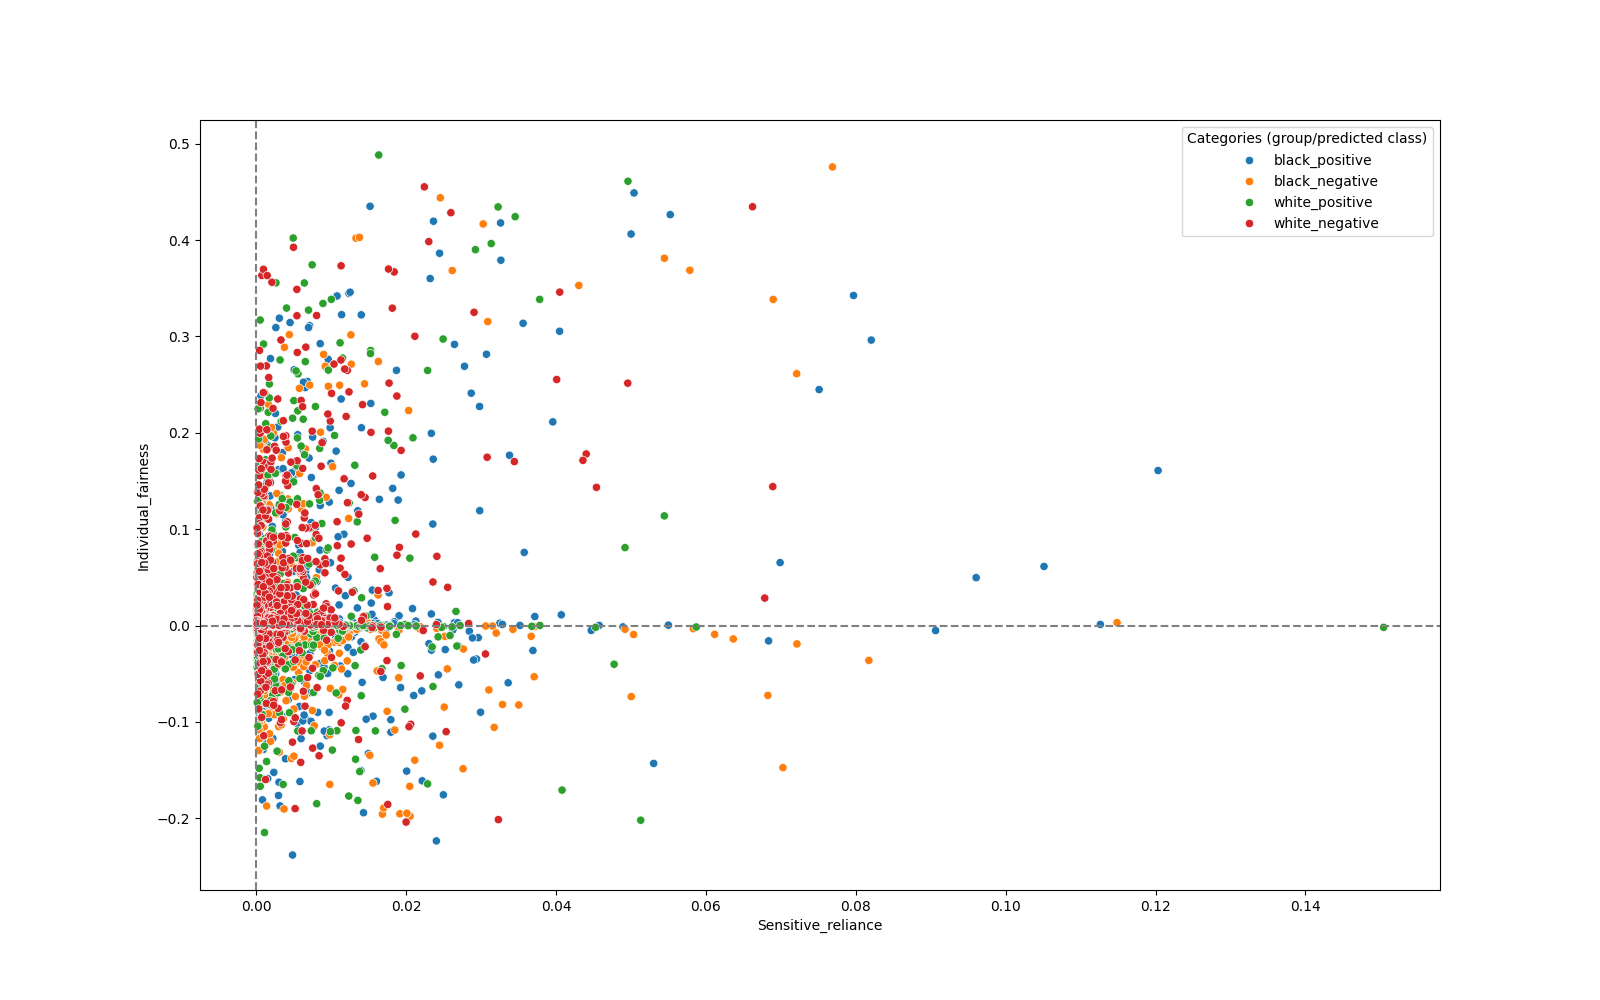 Categories (group/predicted class)
black_positive
black_negative
white_positive
white_negative
0.5
0.4
0.3
0.2
0.1
0.0
−0.1
−0.2
Individual_fairness
0.00 0.02 0.04 0.06 0.08 0.10 0.12 0.14
Sensitive_reliance